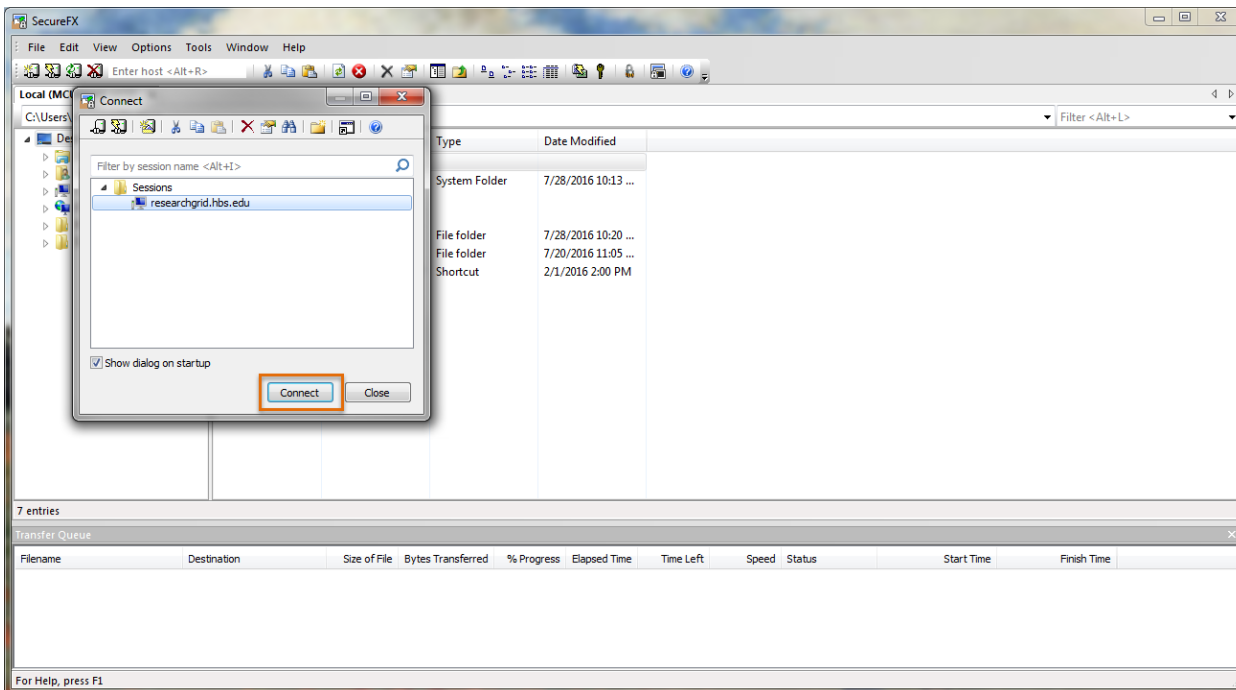 SecureFX
File Edit View Options Tools Window Help
Enter host <Alt+R>
Local (MC
C:\Users\
Filter <Alt+L>
Connect
Filter by session name <Alt+I>
Sessions
researchgrid.hbs.edu
Show dialog on startup
Connect Close
Des
Type Date Modified
System Folder 7/28/2016 10:13 ...
File folder 7/28/2016 10:20 ...
File folder 7/20/2016 11:05 ...
Shortcut 2/1/2016 2:00 PM
7 entries
Transfer Queue
Filename Destination Size of File Bytes Transferred % Progress Elapsed Time Time Left Speed Status Start Time Finish Time
For Help, press F1